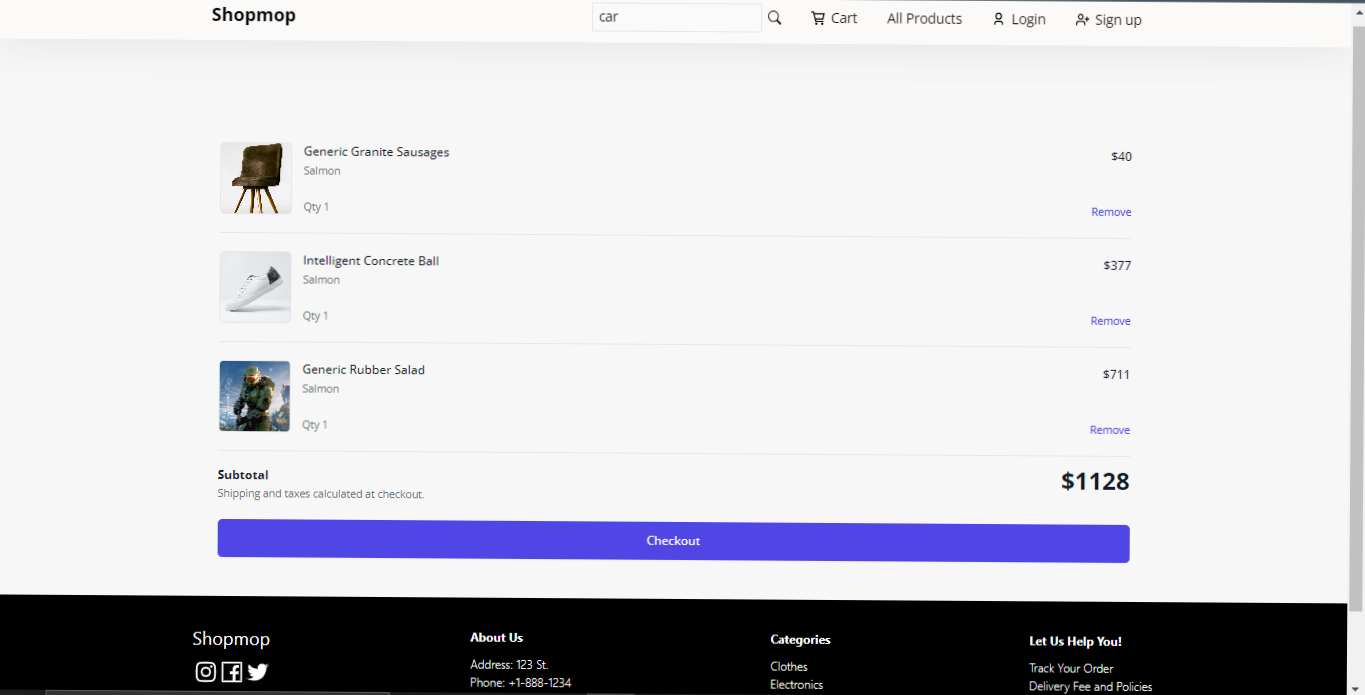 Shopmop
car
Cart
All Products
Login
Sign up
Generic Granite Sausages
$40
Salmon
Qty 1
Remove
Intelligent Concrete Ball
$377
Salmon
Qty 1
Remove
Generic Rubber Salad
$711
Salmon
Qty 1
Remove
Subtotal
$1128
Shipping and taxes calculated at checkout.
Checkout
Shopmop
About Us
Address: 123 St.
Phone: +1-888-1234
Categories
Clothes
Electronics
Let Us Help You!
Track Your Order
Delivery Fee and Policies